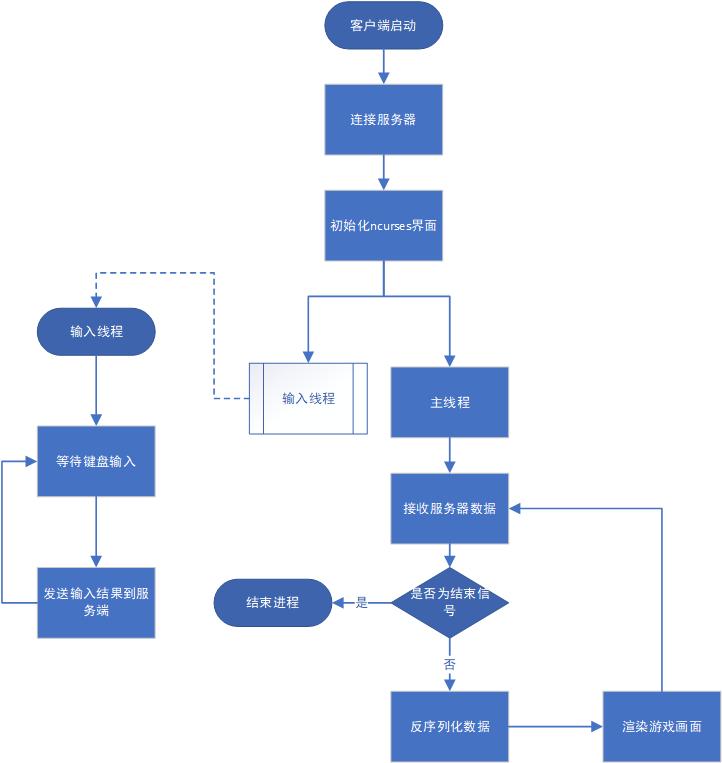 客户端启动
连接服务器
初始化ncurses界面
输入线程
输入线程
主线程
等待键盘输入
接收服务器数据
发送输入结果到服
务端
结束进程
是
是否为结束信
号
否
反序列化数据
渲染游戏画面